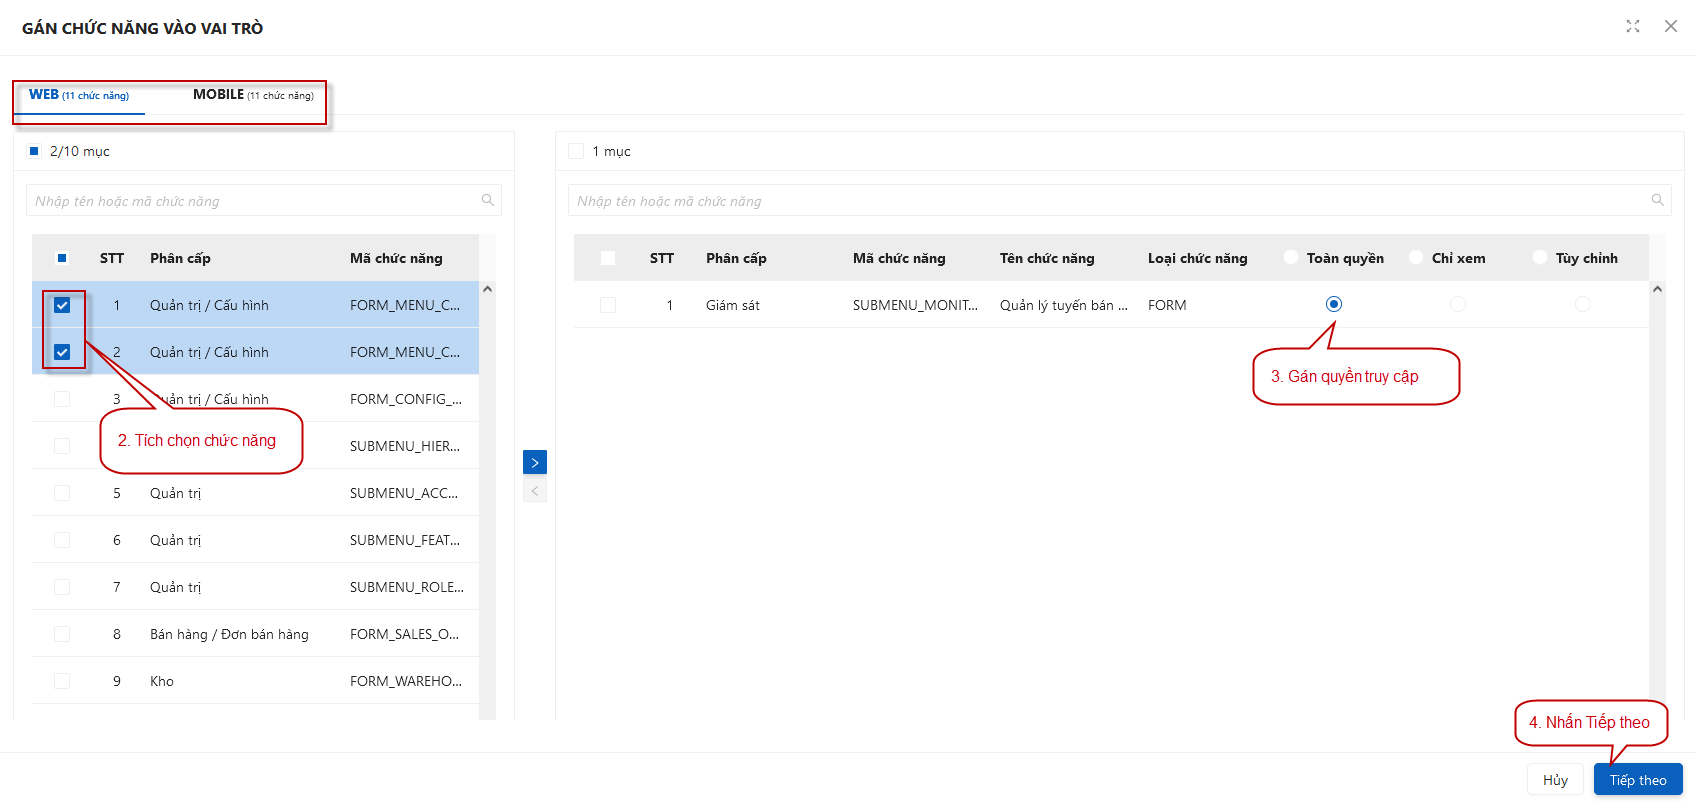 GÁN CHỨC NĂNG VÀO VAI TRÒ
WEB (11 chức năng) MOBILE (11 chức năng)
2/10 mục
Nhập tên hoặc mã chức năng
STT Phân cấp Mã chức năng
1 Quản trị / Cấu hình FORM_MENU_C...
2 Quản trị / Cấu hình FORM_MENU_C...
3 Quản trị / Cấu hình FORM_CONFIG_...
2. Tích chọn chức năng
SUBMENU_HIER...
5 Quản trị SUBMENU_ACC...
6 Quản trị SUBMENU_FEAT...
7 Quản trị SUBMENU_ROLE...
8 Bán hàng / Đơn bán hàng FORM_SALES_O...
9 Kho FORM_WAREHO...
>
<
1 mục
Nhập tên hoặc mã chức năng
STT Phân cấp Mã chức năng Tên chức năng Loại chức năng Toàn quyền Chỉ xem Tùy chỉnh
1 Giám sát SUBMENU_MONIT... Quản lý tuyến bán ... FORM
3. Gán quyền truy cập
4. Nhấn Tiếp theo
Hủy Tiếp theo